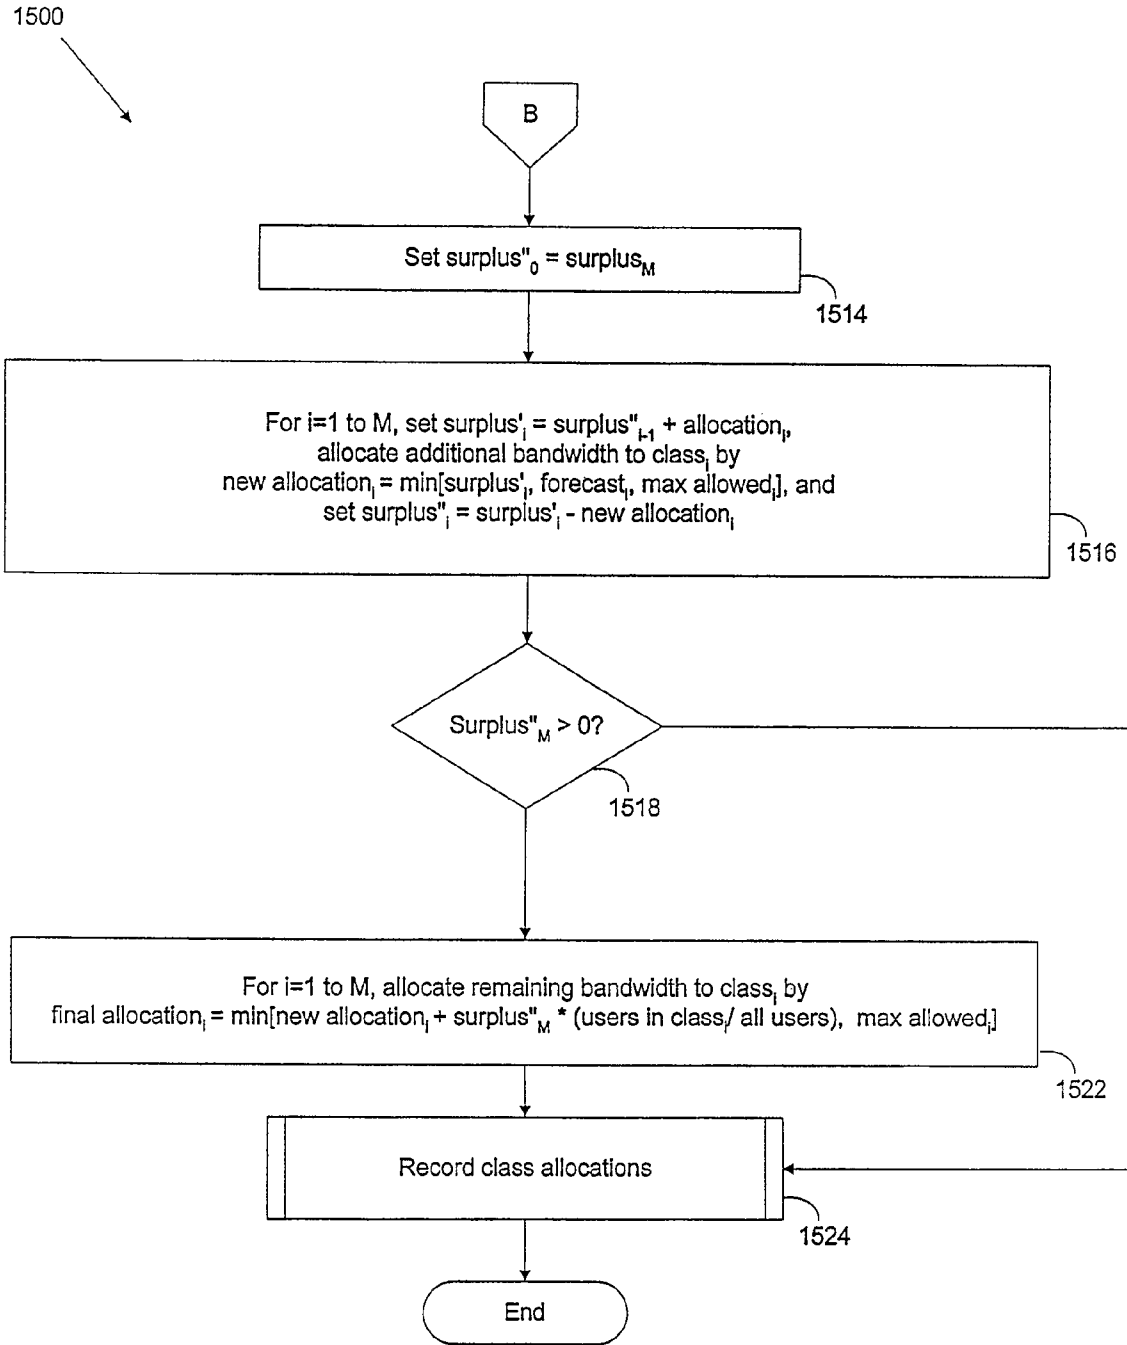 1500
B
Set surplus"₀ = surplus_M
1514
For i=1 to M, set surplus'ᵢ = surplus"ᵢ₋₁ + allocationᵢ,
allocate additional bandwidth to classᵢ by
new allocationᵢ = min[surplus'ᵢ, forecastᵢ, max allowedᵢ], and
set surplus"ᵢ = surplus'ᵢ - new allocationᵢ
1516
Surplus"_M > 0?
1518
For i=1 to M, allocate remaining bandwidth to classᵢ by
final allocationᵢ = min[new allocationᵢ + surplus"_M * (users in classᵢ/ all users), max allowedᵢ]
1522
Record class allocations
1524
End